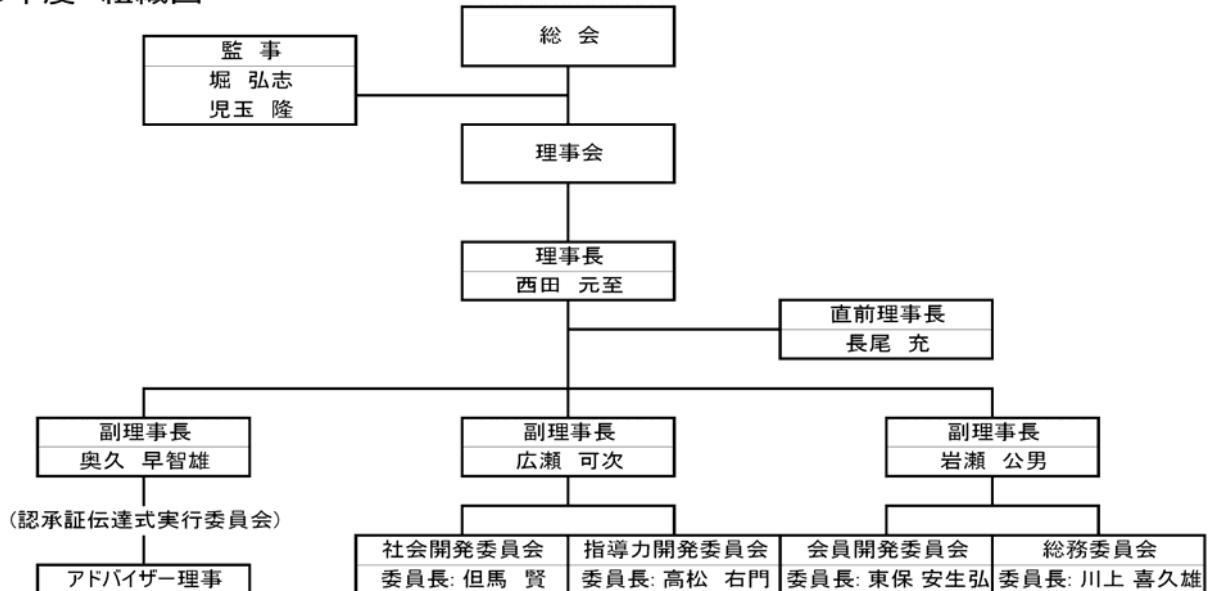 年度 組織図
総 会
監 事
堀 弘志
児玉 隆
理事会
理事長
西田 元至
直前理事長
長尾 充
副理事長
奥久 早智雄
副理事長
広瀬 可次
副理事長
岩瀬 公男
(認承証伝達式実行委員会)
アドバイザー理事
社会開発委員会
委員長: 但馬 賢
指導力開発委員会
委員長: 高松 右門
会員開発委員会
委員長: 東保 安生弘
総務委員会
委員長: 川上 喜久雄